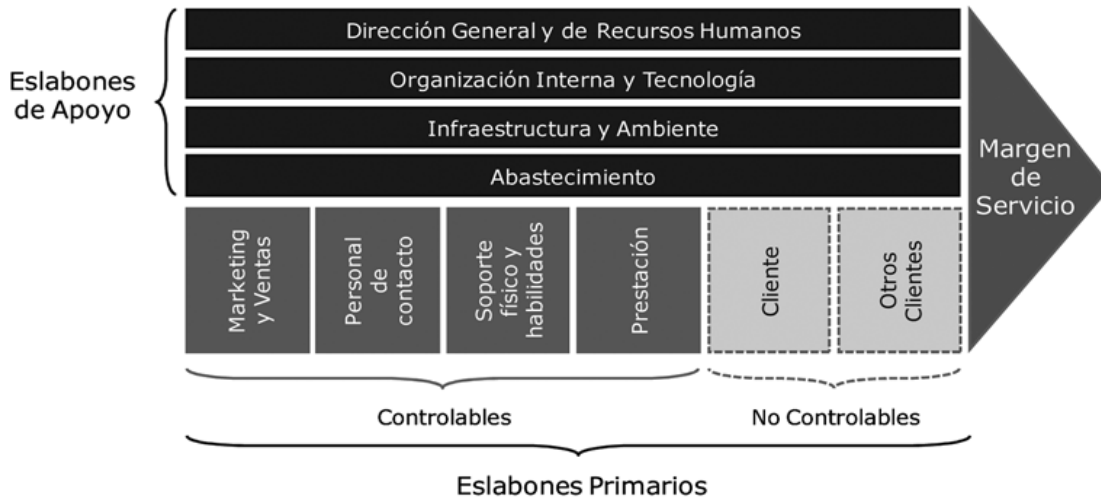 Eslabones
de Apoyo
Dirección General y de Recursos Humanos
Organización Interna y Tecnología
Infraestructura y Ambiente
Abastecimiento
Marketing
y Ventas
Personal
de
contacto
Soporte
físico y
habilidades
Prestación
Cliente
Otros
Clientes
Margen
de
Servicio
Controlables
No Controlables
Eslabones Primarios